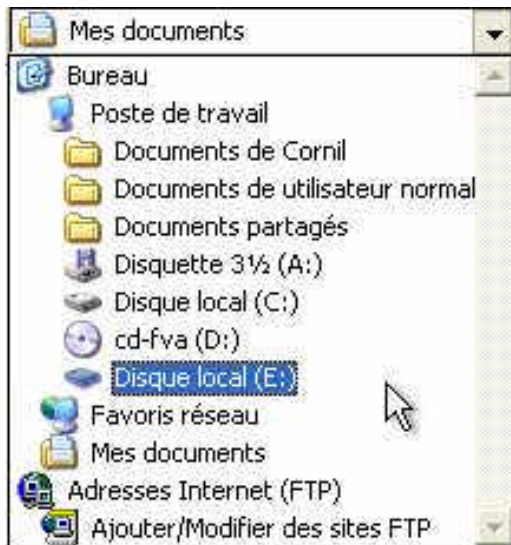 Mes documents
Bureau
Poste de travail
Documents de Cornil
Documents de utilisateur normal
Documents partagés
Disquette 3½ (A:)
Disque local (C:)
cd-fva (D:)
Disque local (E:)
Favoris réseau
Mes documents
Adresses Internet (FTP)
Ajouter/Modifier des sites FTP